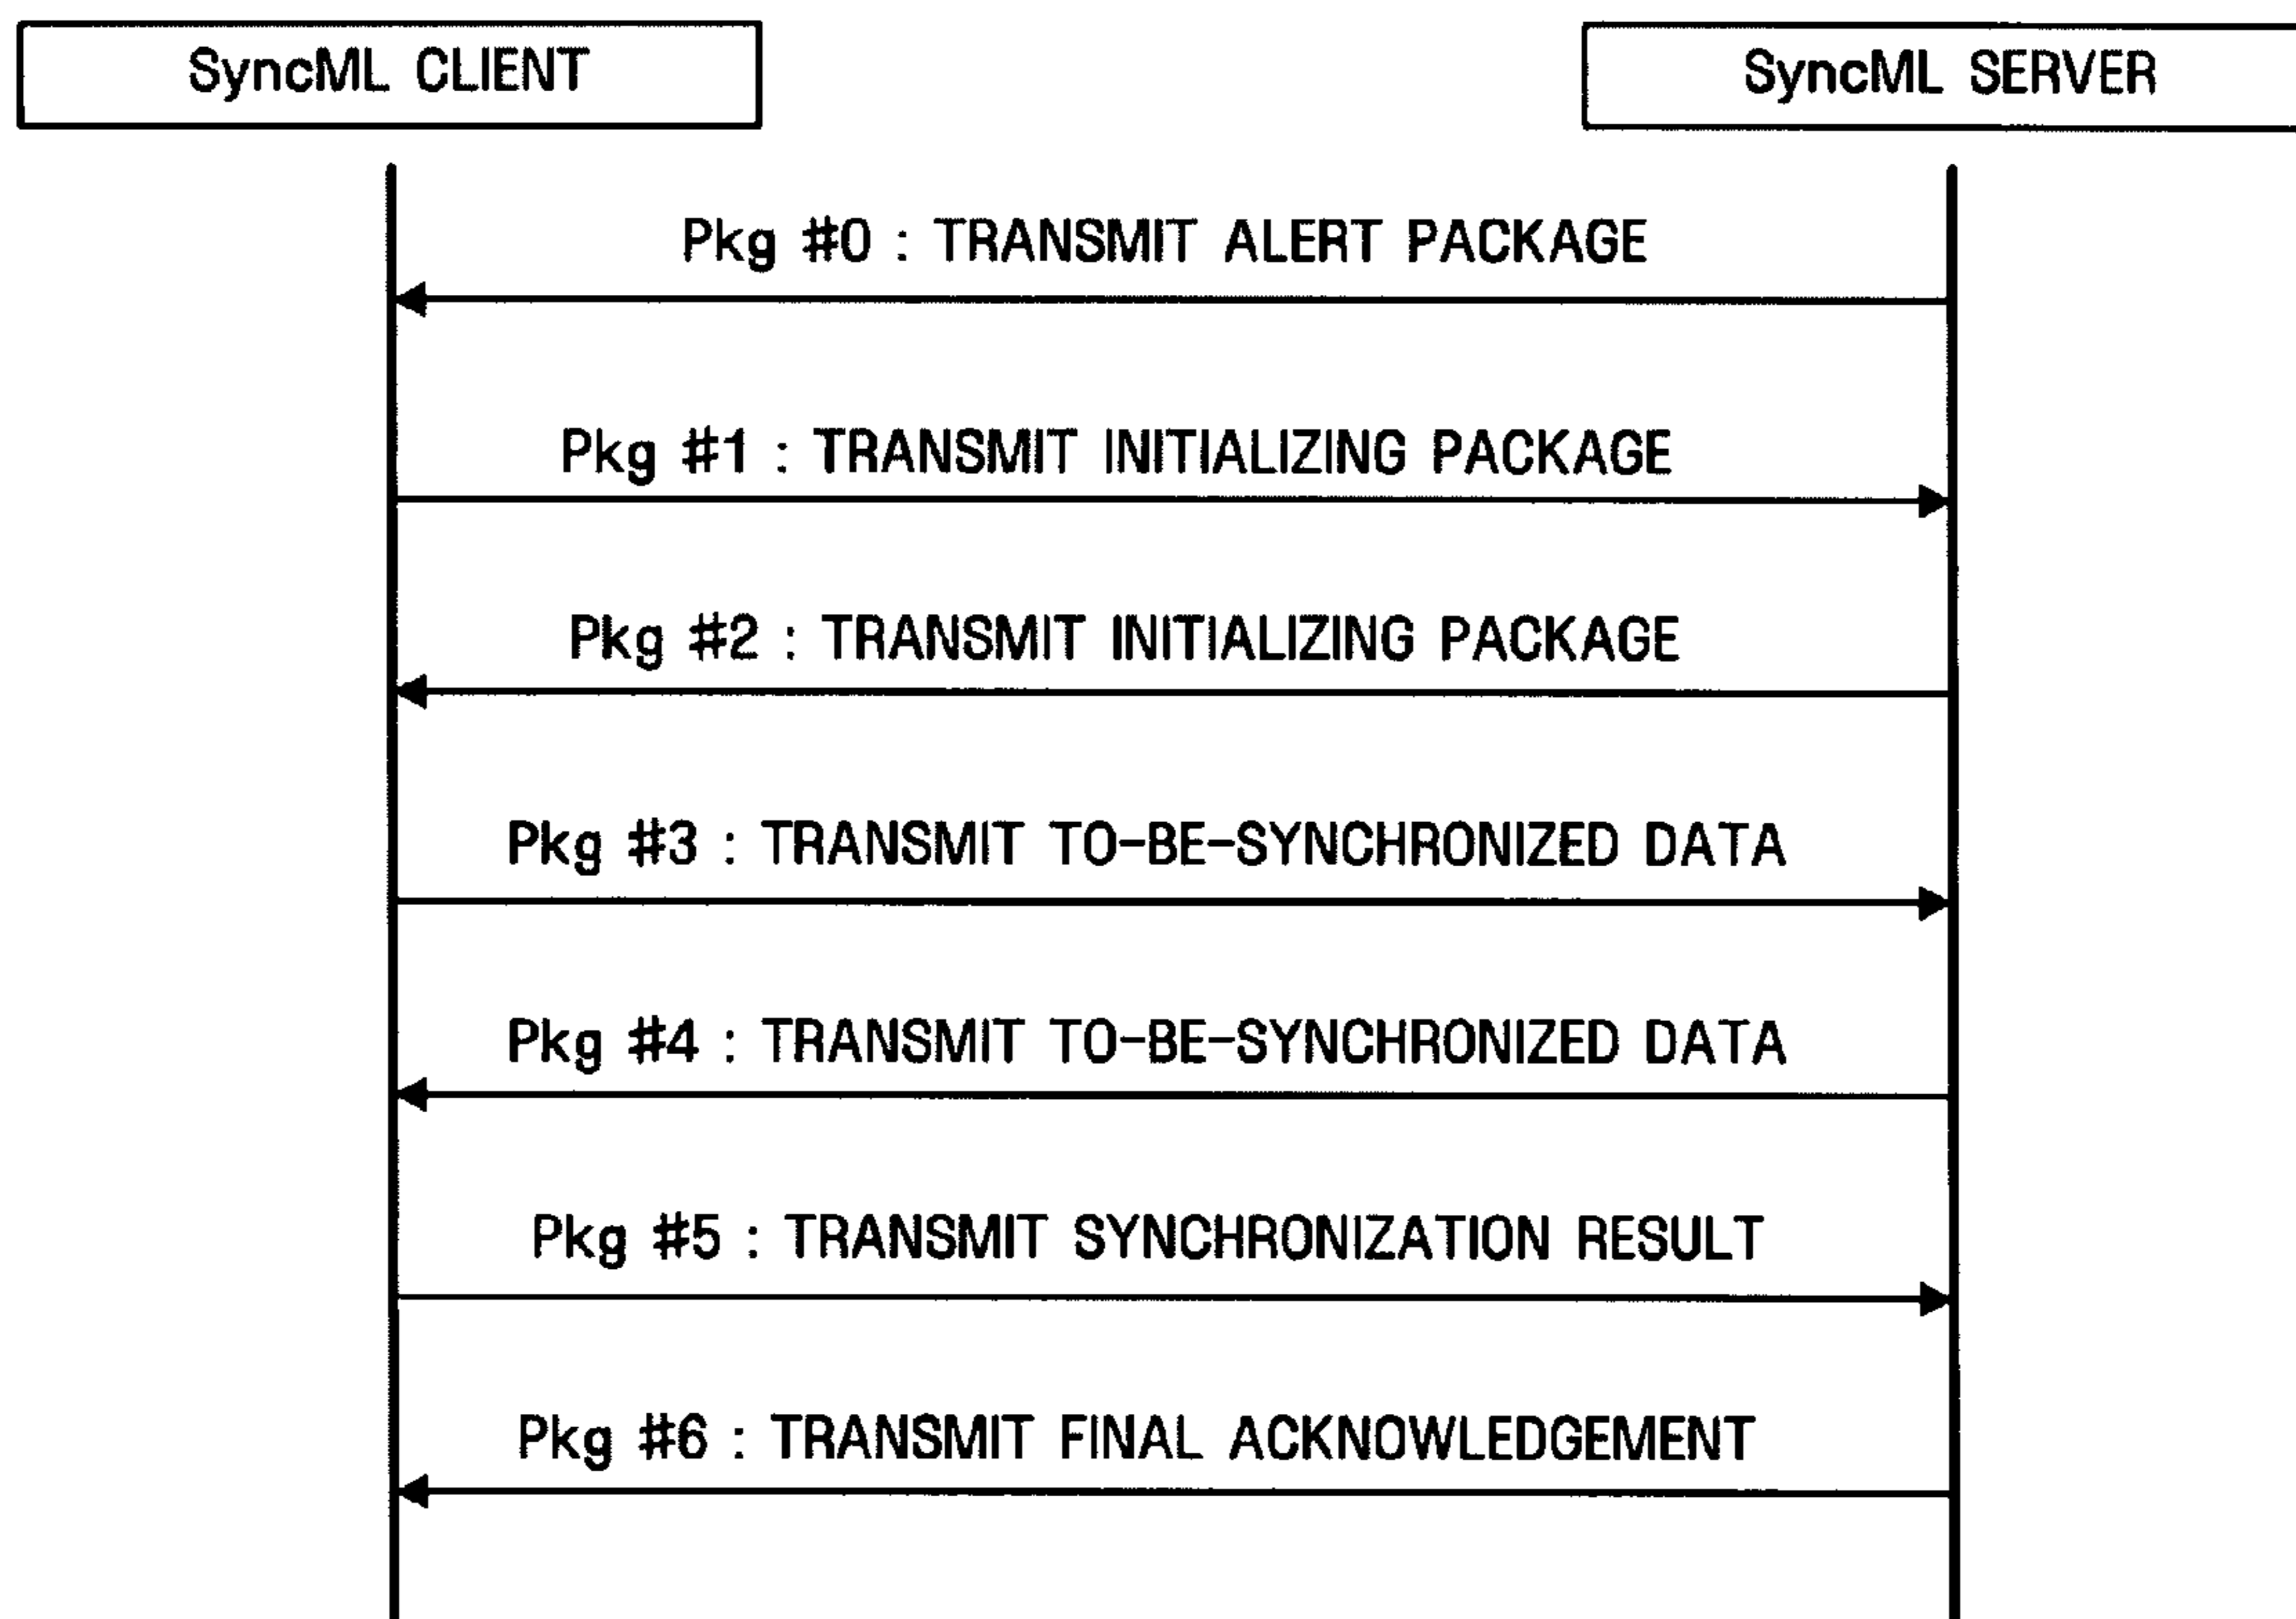 SyncML CLIENT
SyncML SERVER
Pkg #0 : TRANSMIT ALERT PACKAGE
Pkg #1 : TRANSMIT INITIALIZING PACKAGE
Pkg #2 : TRANSMIT INITIALIZING PACKAGE
Pkg #3 : TRANSMIT TO-BE-SYNCHRONIZED DATA
Pkg #4 : TRANSMIT TO-BE-SYNCHRONIZED DATA
Pkg #5 : TRANSMIT SYNCHRONIZATION RESULT
Pkg #6 : TRANSMIT FINAL ACKNOWLEDGEMENT